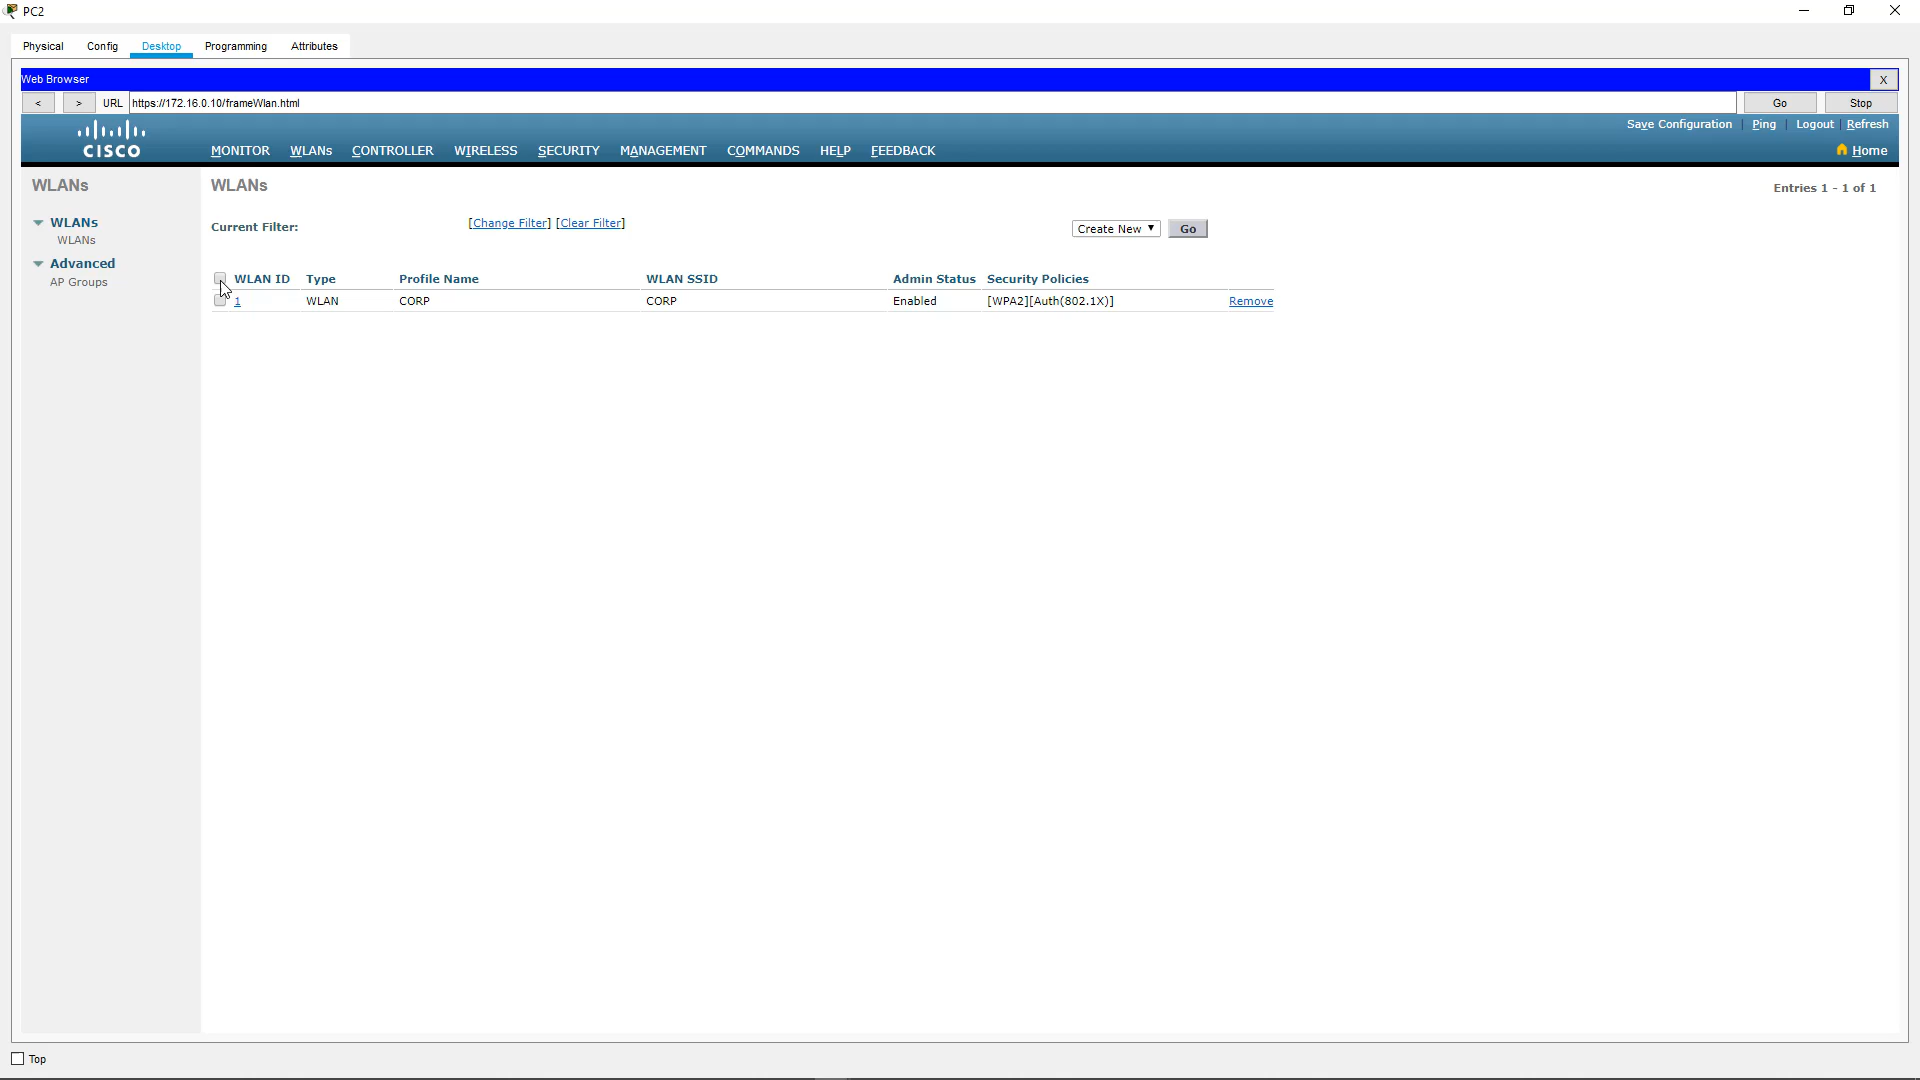 PC2
Physical Config Desktop Programming Attributes
Web Browser X
< > URL https://172.16.0.10/frameWlan.html Go Stop
Save Configuration Ping Logout Refresh
CISCO MONITOR WLANs CONTROLLER WIRELESS SECURITY MANAGEMENT COMMANDS HELP FEEDBACK Home
WLANs
WLANs
WLANs
Advanced
AP Groups
WLANs Entries 1 - 1 of 1
Current Filter: [Change Filter] [Clear Filter] Create New Go
WLAN ID Type Profile Name WLAN SSID Admin Status Security Policies
1 WLAN CORP CORP Enabled [WPA2][Auth(802.1X)] Remove
Top